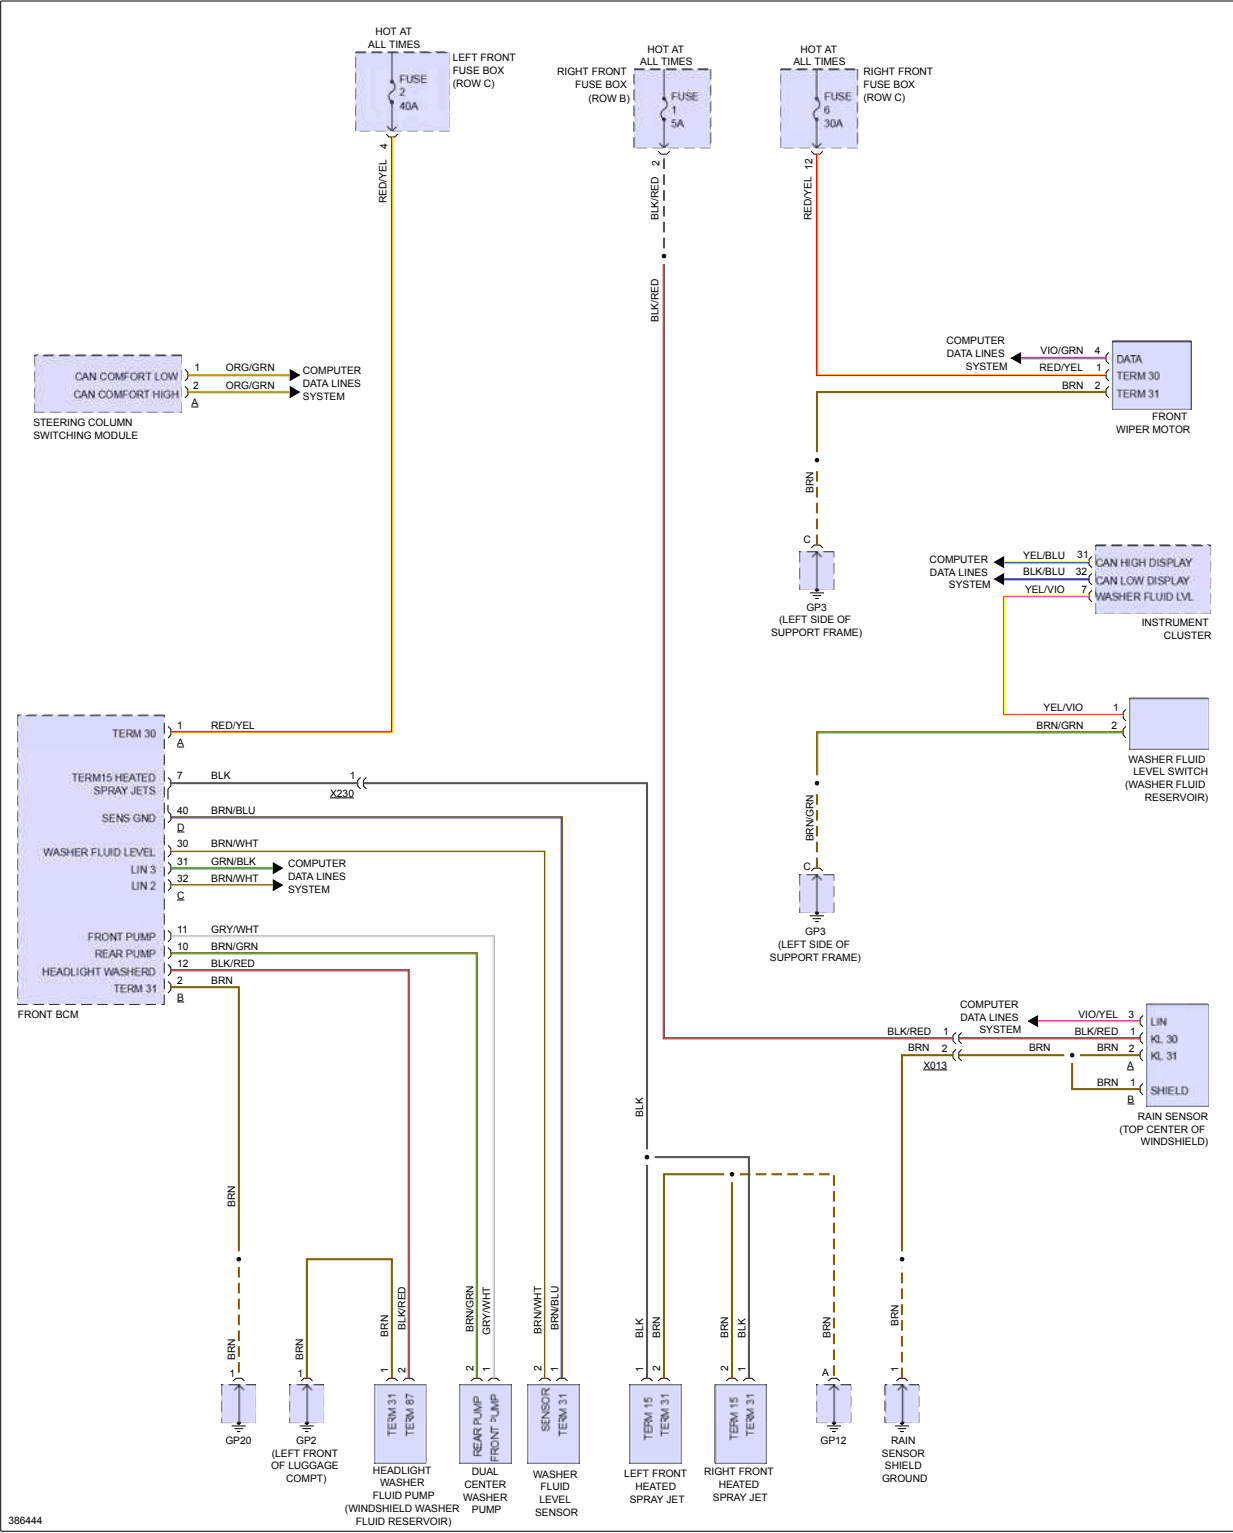 HOT AT
ALL TIMES
LEFT FRONT
FUSE BOX
(ROW C)
FUSE
2
40A
4
RED/YEL
HOT AT
ALL TIMES
RIGHT FRONT
FUSE BOX
(ROW B)
FUSE
1
5A
2
BLK/RED
BLK/RED
HOT AT
ALL TIMES
RIGHT FRONT
FUSE BOX
(ROW C)
FUSE
6
30A
12
RED/YEL
CAN COMFORT LOW
1
ORG/GRN
CAN COMFORT HIGH
2
ORG/GRN
A
COMPUTER
DATA LINES
SYSTEM
STEERING COLUMN
SWITCHING MODULE
COMPUTER
DATA LINES
SYSTEM
VIO/GRN 4 DATA
RED/YEL 1 TERM 30
BRN 2 TERM 31
FRONT
WIPER MOTOR
BRN
C
GP3
(LEFT SIDE OF
SUPPORT FRAME)
COMPUTER
DATA LINES
SYSTEM
YEL/BLU 31 CAN HIGH DISPLAY
BLK/BLU 32 CAN LOW DISPLAY
YEL/VIO 7 WASHER FLUID LVL
INSTRUMENT
CLUSTER
YEL/VIO 1
BRN/GRN 2
WASHER FLUID
LEVEL SWITCH
(WASHER FLUID
RESERVOIR)
BRN/GRN
C
GP3
(LEFT SIDE OF
SUPPORT FRAME)
TERM 30 1 RED/YEL
A
TERM15 HEATED
SPRAY JETS
7 BLK 1
X230
SENS GND 40 BRN/BLU
D
WASHER FLUID LEVEL 30 BRN/WHT
LIN 3 31 GRN/BLK
LIN 2 32 BRN/WHT
C
COMPUTER
DATA LINES
SYSTEM
FRONT PUMP 11 GRY/WHT
REAR PUMP 10 BRN/GRN
HEADLIGHT WASHERD 12 BLK/RED
TERM 31 2 BRN
B
FRONT BCM
COMPUTER
DATA LINES
SYSTEM
VIO/YEL 3 LIN
BLK/RED 1 BLK/RED 1 KL 30
BRN 2 BRN BRN 2 KL 31
X013
A
BRN 1 SHIELD
B
RAIN SENSOR
(TOP CENTER OF
WINDSHIELD)
BLK
BRN
BRN
1
GP20
BRN
1
GP2
(LEFT FRONT
OF LUGGAGE
COMPT)
BRN
BLK/RED
1
2
TERM 31
TERM 87
HEADLIGHT
WASHER
FLUID PUMP
(WINDSHIELD WASHER
FLUID RESERVOIR)
BRN/GRN
GRY/WHT
2
1
REAR PUMP
FRONT PUMP
DUAL
CENTER
WASHER
PUMP
BRN/WHT
BRN/BLU
2
1
SENSOR
TERM 31
WASHER
FLUID
LEVEL
SENSOR
BLK
BRN
1
2
TERM 15
TERM 31
LEFT FRONT
HEATED
SPRAY JET
BRN
BLK
2
1
TERM 15
TERM 31
RIGHT FRONT
HEATED
SPRAY JET
BRN
A
GP12
BRN
1
RAIN
SENSOR
SHIELD
GROUND
386444